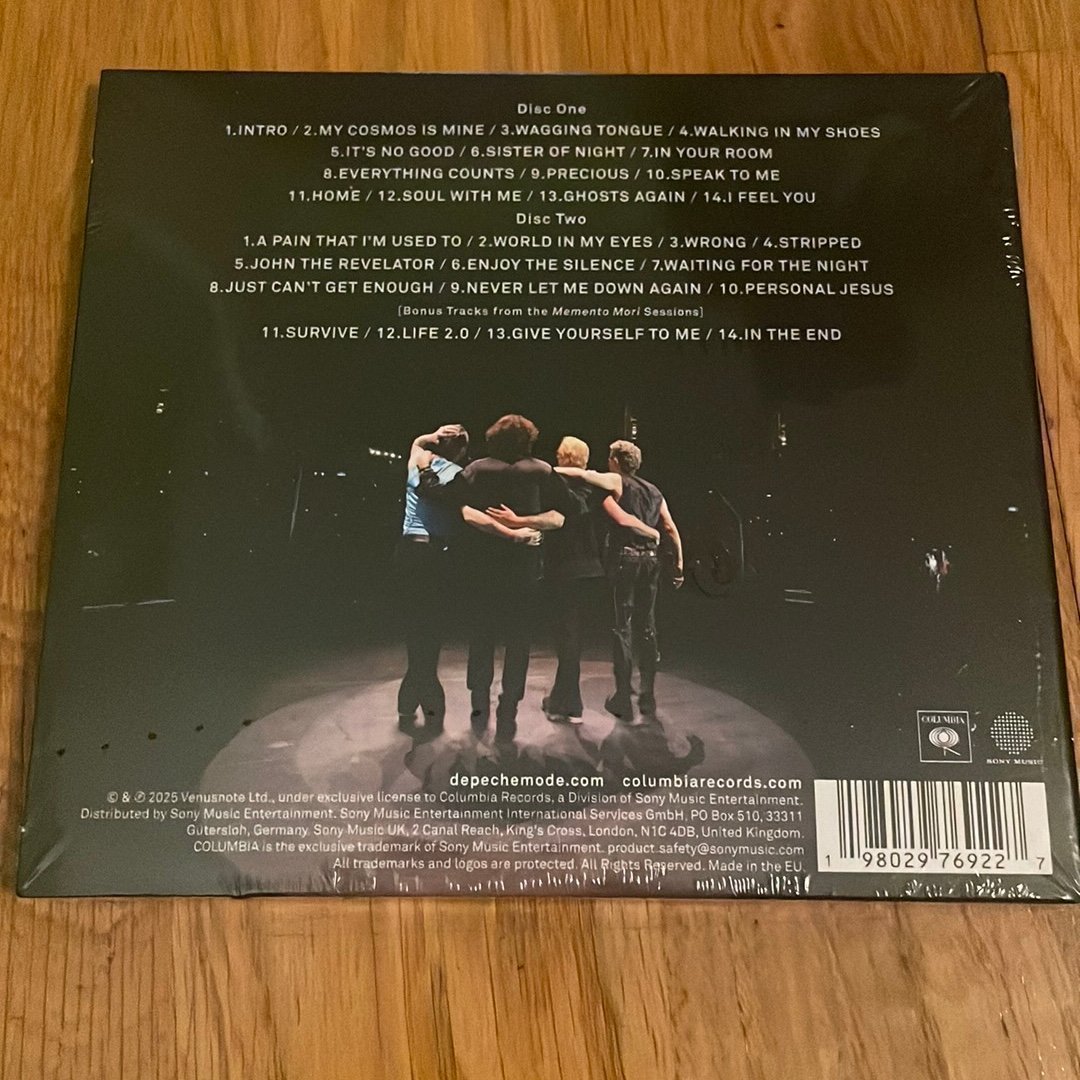 Disc One
1.INTRO / 2.MY COSMOS IS MINE / 3.WAGGING TONGUE / 4.WALKING IN MY SHOES
5.IT'S NO GOOD / 6.SISTER OF NIGHT / 7.IN YOUR ROOM
8.EVERYTHING COUNTS / 9.PRECIOUS / 10.SPEAK TO ME
11.HOME / 12.SOUL WITH ME / 13.GHOSTS AGAIN / 14.I FEEL YOU
Disc Two
1.A PAIN THAT I'M USED TO / 2.WORLD IN MY EYES / 3.WRONG / 4.STRIPPED
5.JOHN THE REVELATOR / 6.ENJOY THE SILENCE / 7.WAITING FOR THE NIGHT
8.JUST CAN'T GET ENOUGH / 9.NEVER LET ME DOWN AGAIN / 10.PERSONAL JESUS
[Bonus Tracks from the Memento Mori Sessions]
11.SURVIVE / 12.LIFE 2.0 / 13.GIVE YOURSELF TO ME / 14.IN THE END
COLUMBIA
SONY MUSIC
depechemode.com columbiarecords.com
© & ℗ 2025 Venusnote Ltd., under exclusive license to Columbia Records, a Division of Sony Music Entertainment.
Distributed by Sony Music Entertainment. Sony Music Entertainment International Services GmbH, PO Box 510, 33311
Gütersloh, Germany. Sony Music UK, 2 Canal Reach, King's Cross, London, N1C 4DB, United Kingdom.
COLUMBIA is the exclusive trademark of Sony Music Entertainment. product.safety@sonymusic.com
All trademarks and logos are protected. All Rights Reserved. Made in the EU.
1 98029 76922 7